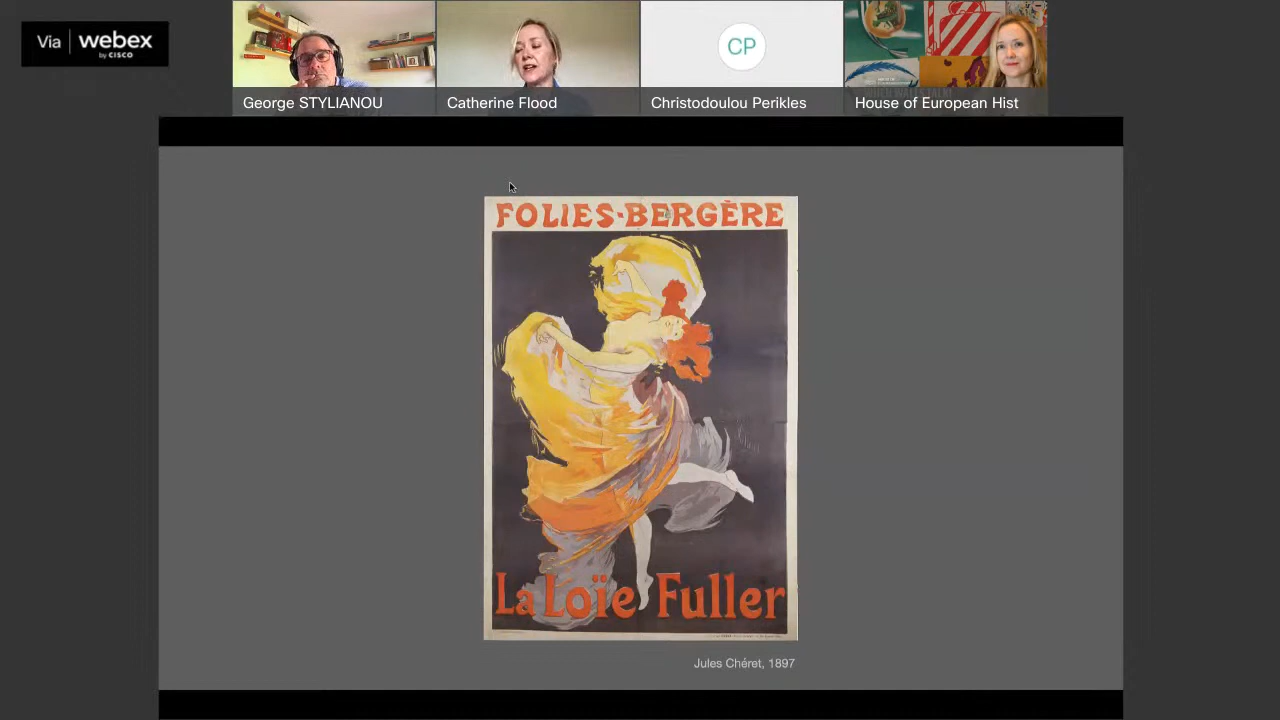 Via webex
by CISCO
George STYLIANOU
Catherine Flood
CP
Christodoulou Perikles
House of European Hist
FOLIES-BERGÈRE
La Loïe Fuller
Jules Chéret, 1897